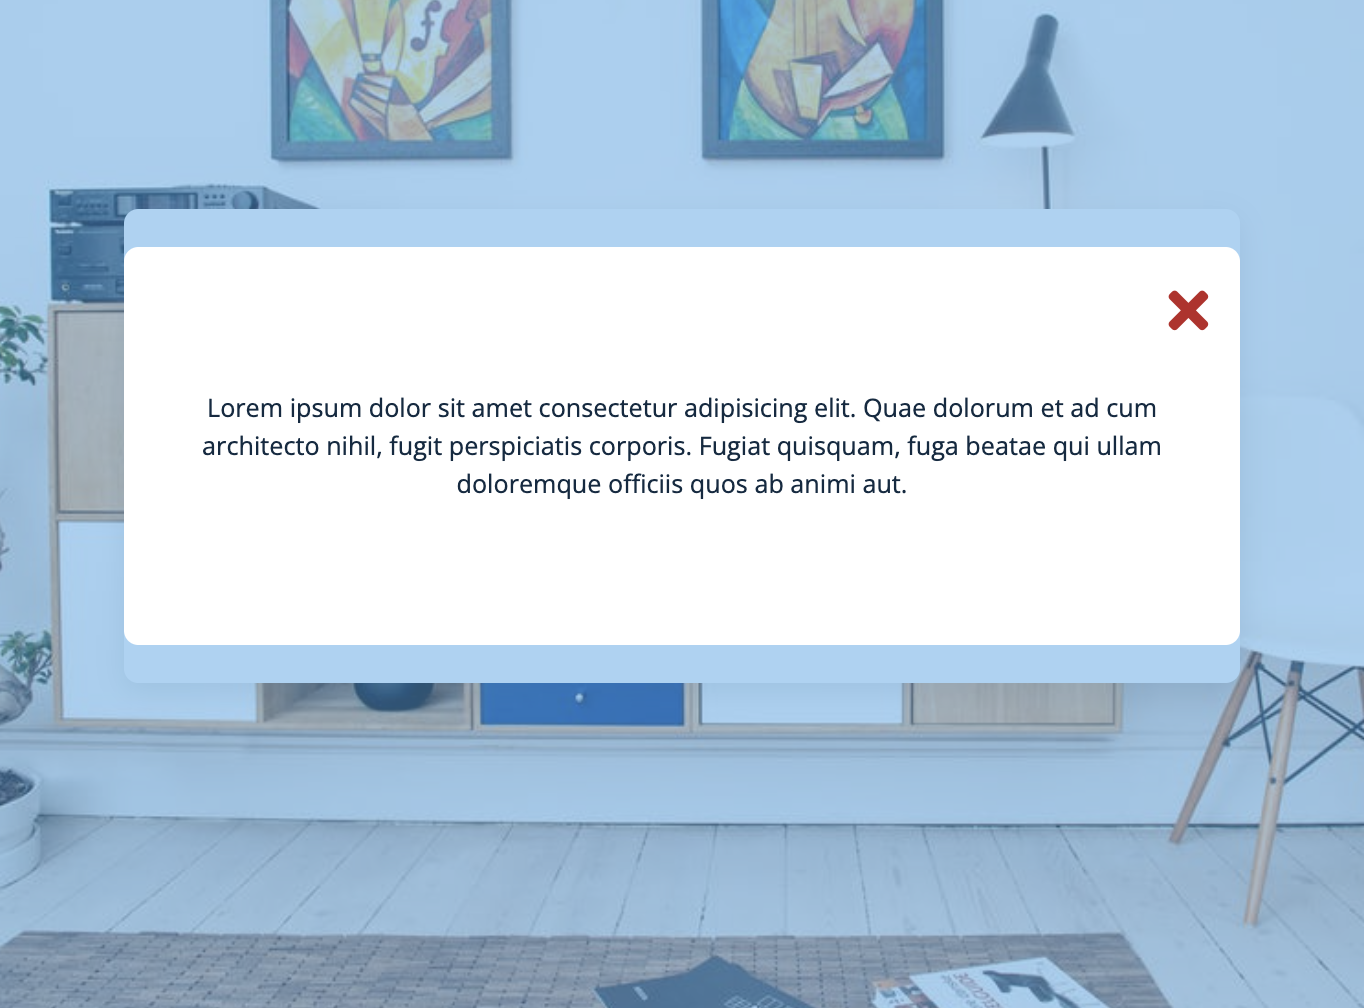 Lorem ipsum dolor sit amet consectetur adipisicing elit. Quae dolorum et ad cum
architecto nihil, fugit perspiciatis corporis. Fugiat quisquam, fuga beatae qui ullam
doloremque officiis quos ab animi aut.